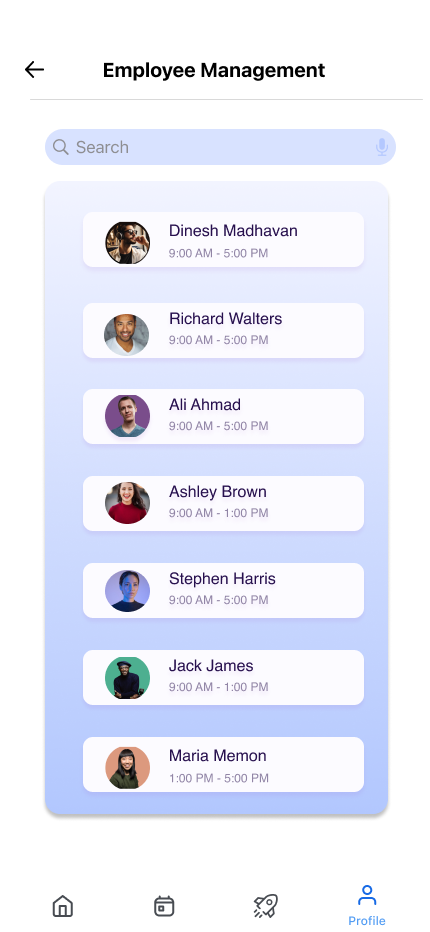 Employee Management
Search
Dinesh Madhavan
9:00 AM - 5:00 PM
Richard Walters
9:00 AM - 5:00 PM
Ali Ahmad
9:00 AM - 5:00 PM
Ashley Brown
9:00 AM - 1:00 PM
Stephen Harris
9:00 AM - 5:00 PM
Jack James
9:00 AM - 1:00 PM
Maria Memon
1:00 PM - 5:00 PM
Profile